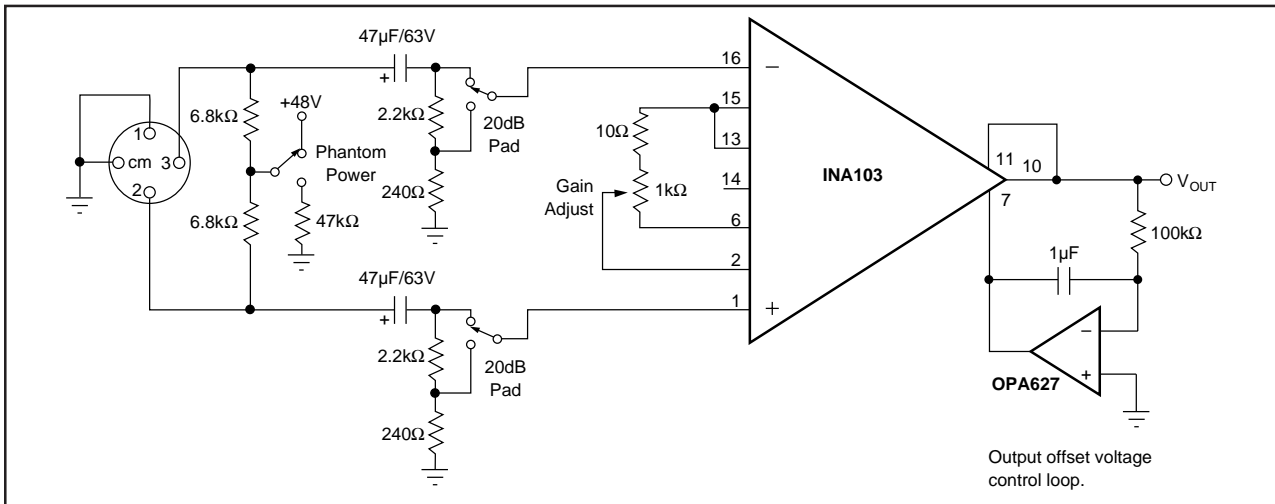 47µF/63V
+
6.8kΩ
+48V
Phantom
Power
47kΩ
6.8kΩ
1
cm
3
2
2.2kΩ
20dB
Pad
240Ω
47µF/63V
+
2.2kΩ
20dB
Pad
240Ω
16
–
15
10Ω
13
14
Gain
Adjust
1kΩ
6
2
1
+
INA103
11
10
7
VOUT
100kΩ
1µF
–
+
OPA627
Output offset voltage
control loop.